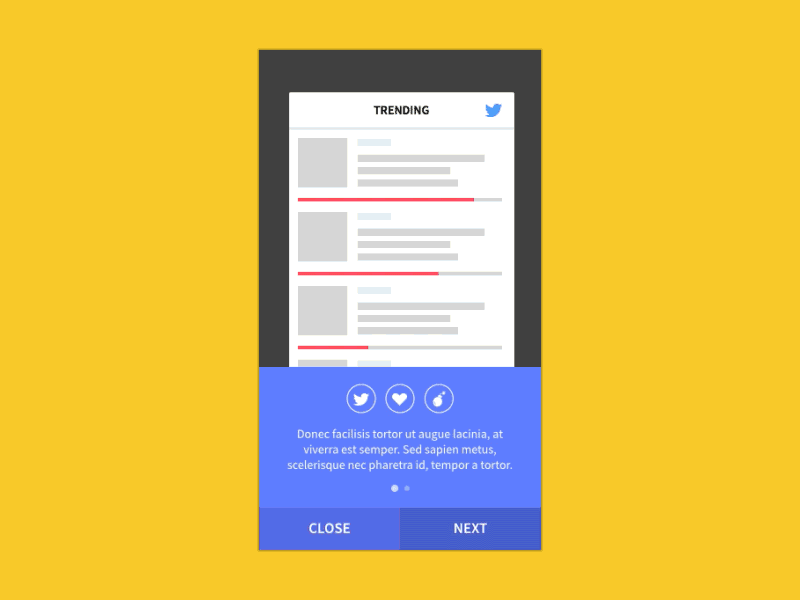 TRENDING
Donec facilisis tortor ut augue lacinia, at
viverra est semper. Sed sapien metus,
scelerisque nec pharetra id, tempor a tortor.
CLOSE
NEXT